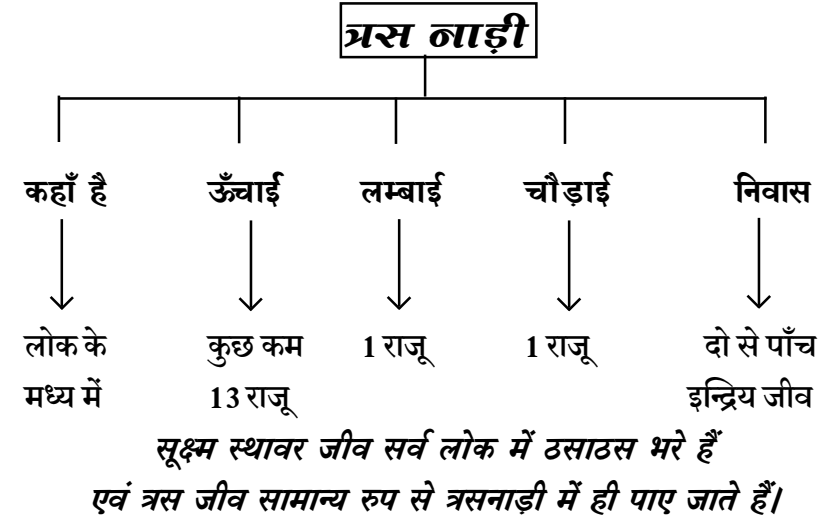 त्रस नाड़ी
कहाँ है ऊँचाई लम्बाई चौड़ाई निवास
लोक के कुछ कम 1 राजू 1 राजू दो से पाँच
मध्य में 13 राजू इन्द्रिय जीव
सूक्ष्म स्थावर जीव सर्व लोक में ठसाठस भरे हैं
एवं त्रस जीव सामान्य रुप से त्रसनाड़ी में ही पाए जाते हैं।